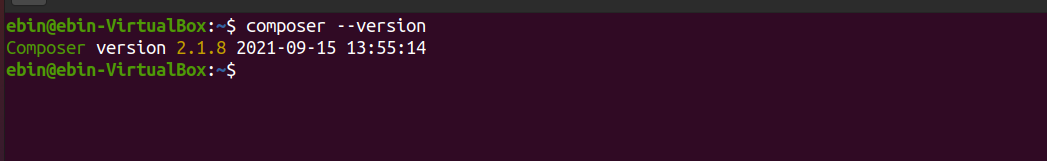 ebin@ebin-VirtualBox:~$ composer --version
Composer version 2.1.8 2021-09-15 13:55:14
ebin@ebin-VirtualBox:~$